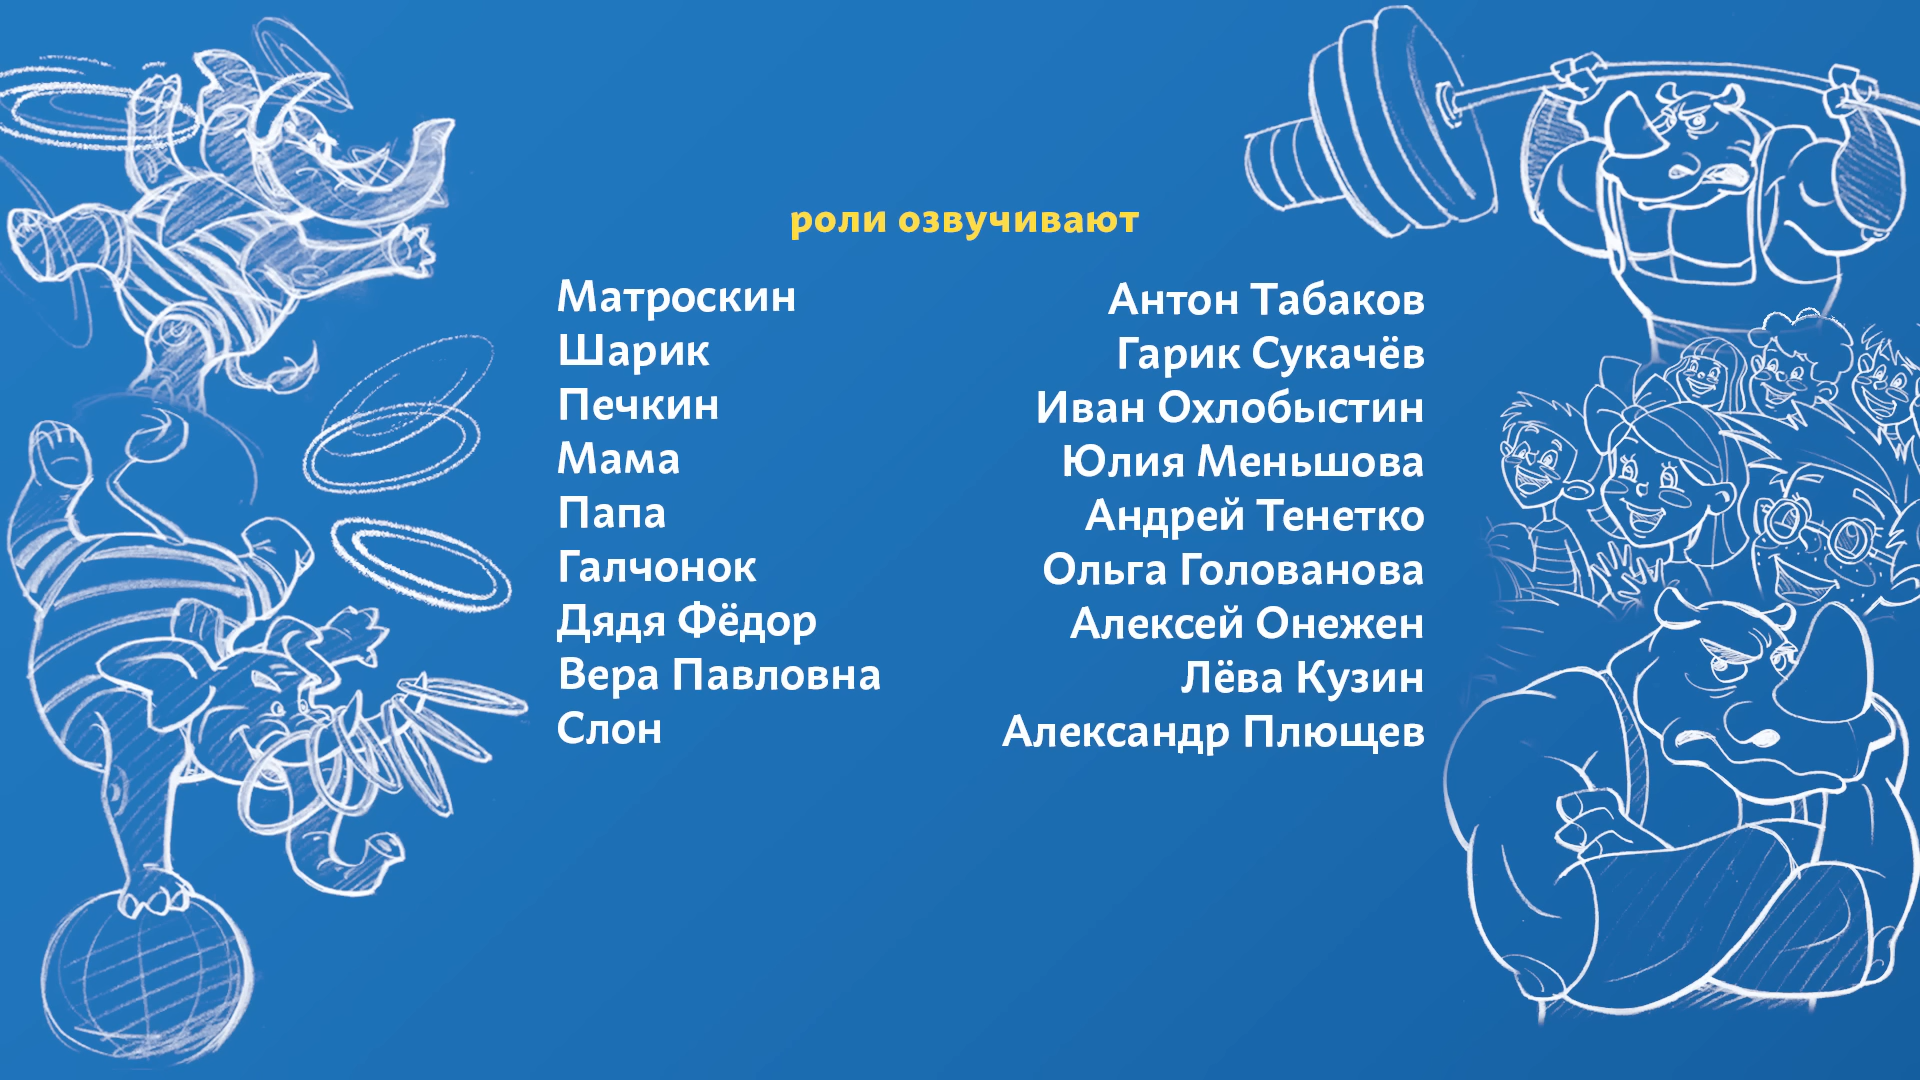 роли озвучивают
Матроскин Антон Табаков
Шарик Гарик Сукачёв
Печкин Иван Охлобыстин
Мама Юлия Меньшова
Папа Андрей Тенетко
Галчонок Ольга Голованова
Дядя Фёдор Алексей Онежен
Вера Павловна Лёва Кузин
Слон Александр Плющев